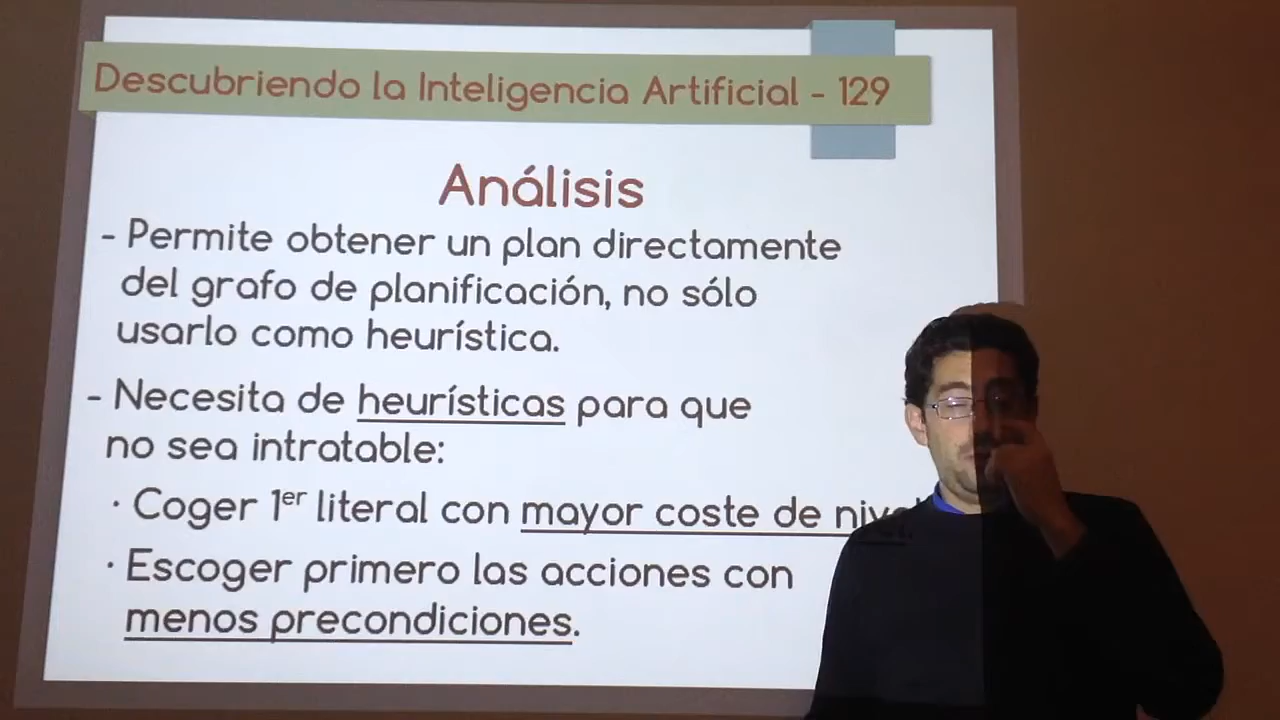 Descubriendo la Inteligencia Artificial - 129
Análisis
- Permite obtener un plan directamente
del grafo de planificación, no sólo
usarlo como heurística.
- Necesita de heurísticas para que
no sea intratable:
· Coger 1er literal con mayor coste de nivel.
· Escoger primero las acciones con
menos precondiciones.